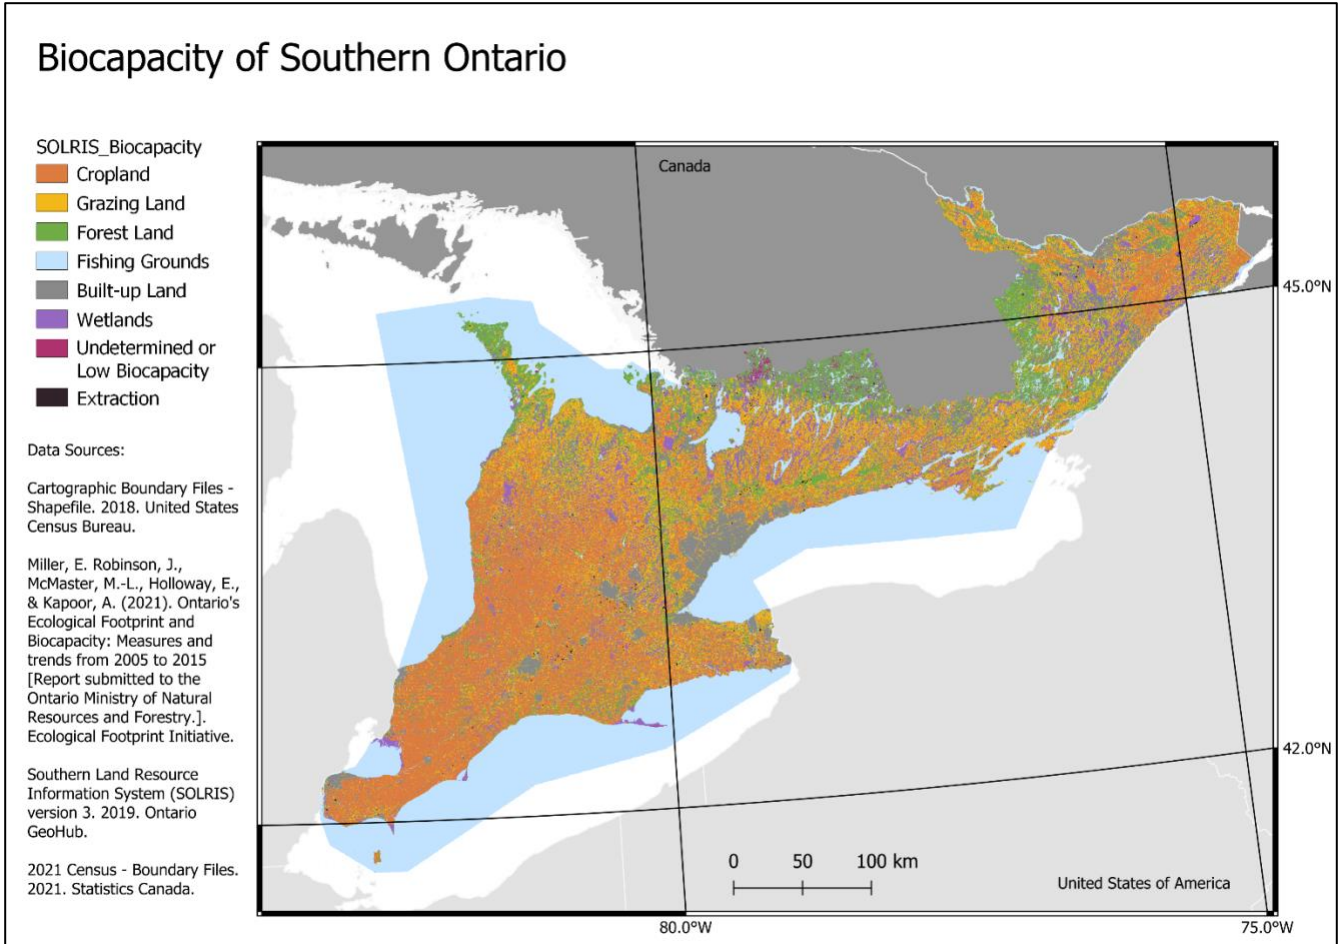 Biocapacity of Southern Ontario
SOLRIS_Biocapacity
Cropland
Grazing Land
Forest Land
Fishing Grounds
Built-up Land
Wetlands
Undetermined or
Low Biocapacity
Extraction
Data Sources:
Cartographic Boundary Files -
Shapefile. 2018. United States
Census Bureau.
Miller, E. Robinson, J.,
McMaster, M.-L., Holloway, E.,
& Kapoor, A. (2021). Ontario's
Ecological Footprint and
Biocapacity: Measures and
trends from 2005 to 2015
[Report submitted to the
Ontario Ministry of Natural
Resources and Forestry.].
Ecological Footprint Initiative.
Southern Land Resource
Information System (SOLRIS)
version 3. 2019. Ontario
GeoHub.
2021 Census - Boundary Files.
2021. Statistics Canada.
Canada
45.0°N
42.0°N
0 50 100 km
United States of America
80.0°W 75.0°W